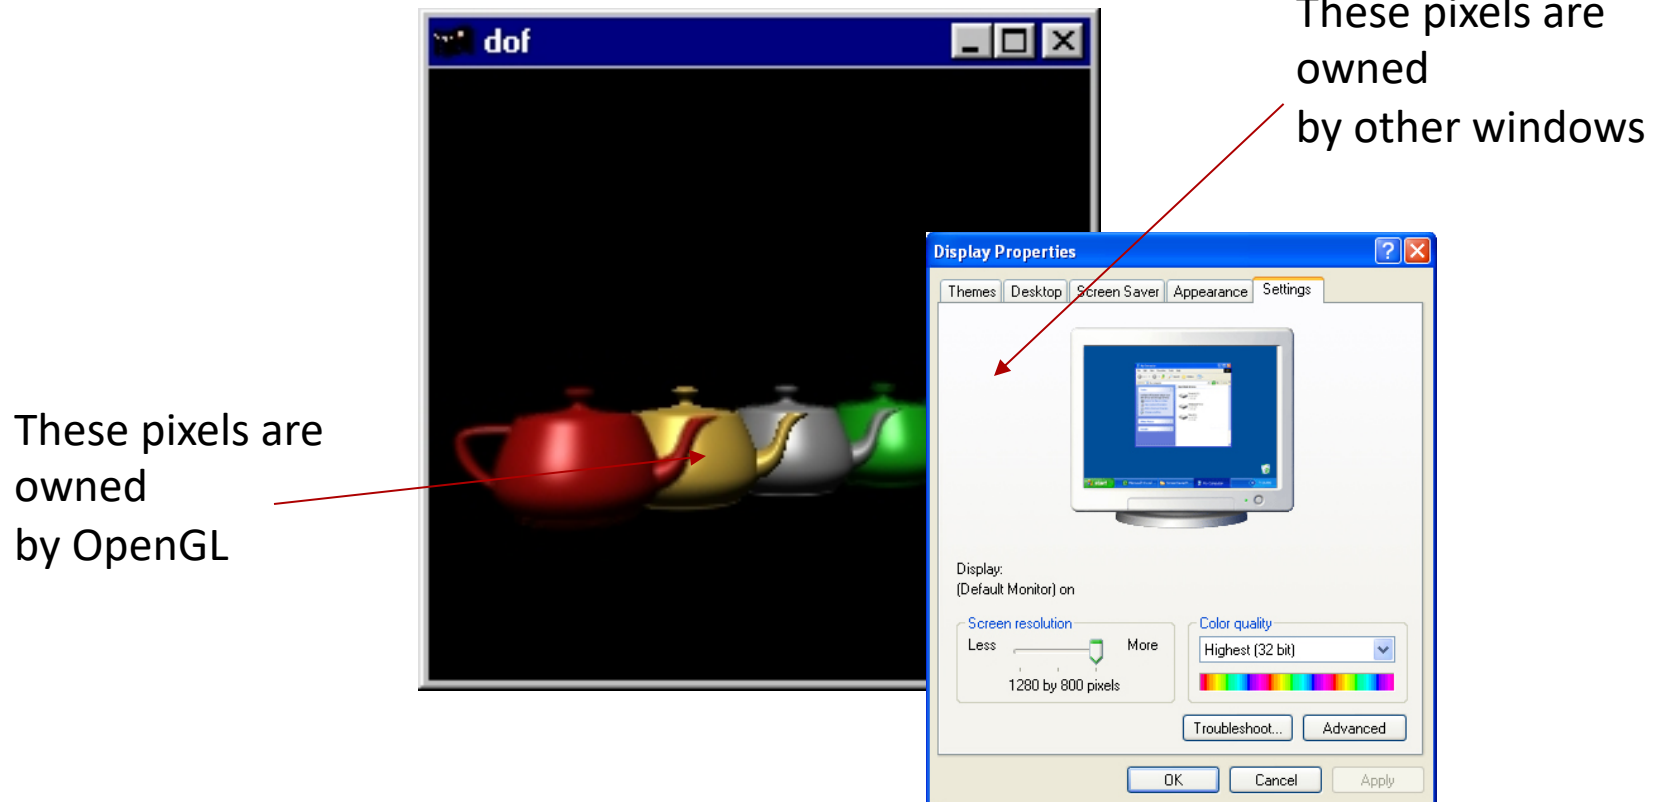 These pixels are
owned
by other windows
dof
Display Properties
Themes Desktop Screen Saver Appearance Settings
These pixels are
owned
by OpenGL
Display:
(Default Monitor) on
Screen resolution
Less More
1280 by 800 pixels
Color quality
Highest (32 bit)
Troubleshoot... Advanced
OK Cancel Apply